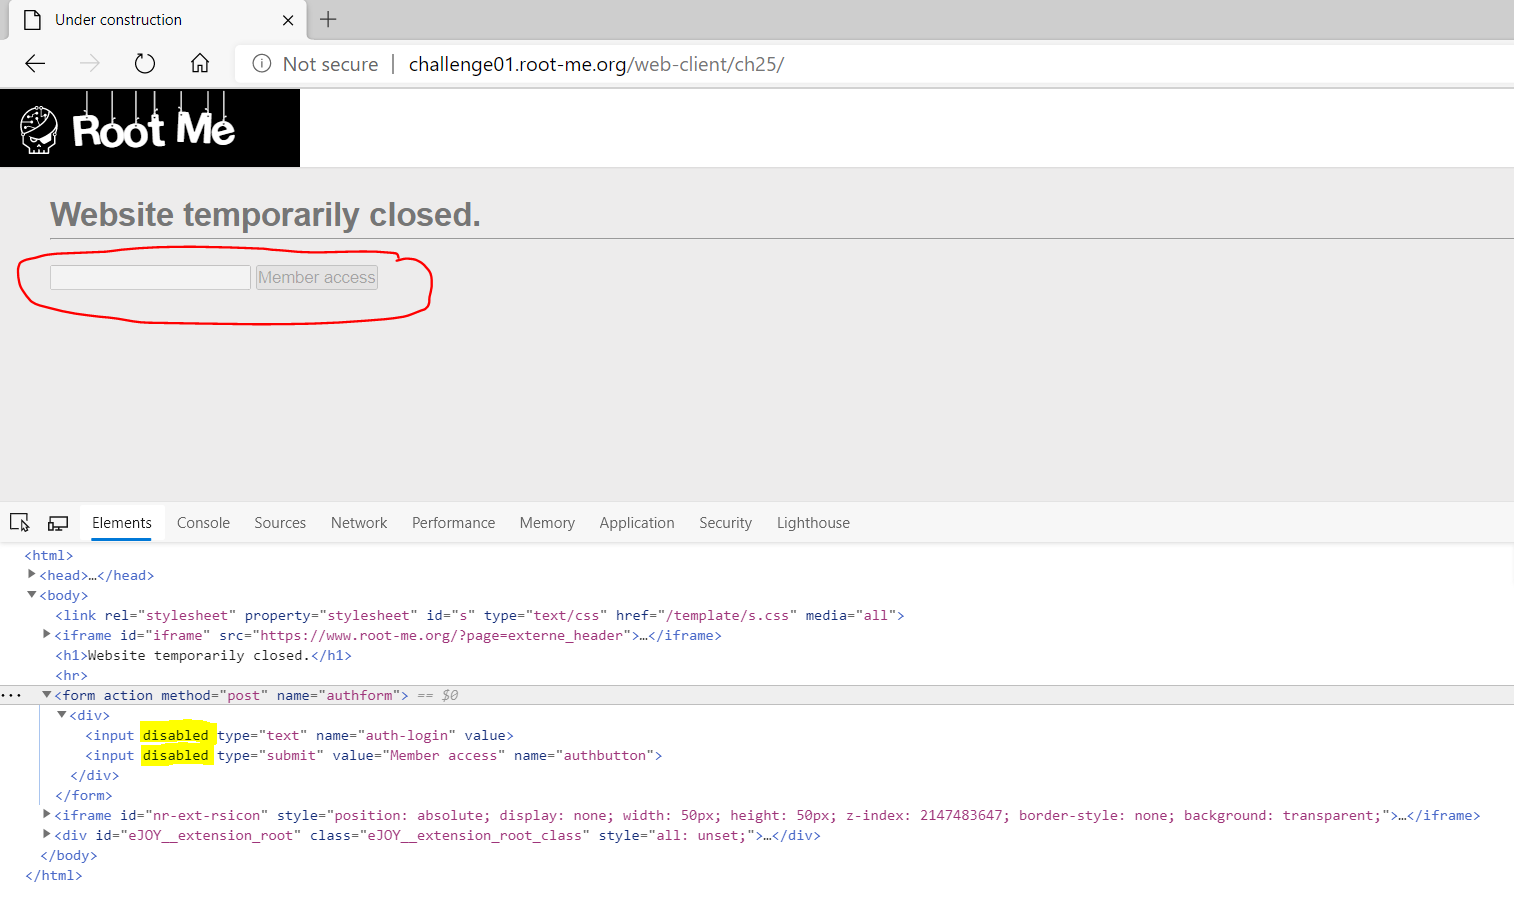 Under construction
Not secure | challenge01.root-me.org/web-client/ch25/
Root Me
Website temporarily closed.
Member access
Elements Console Sources Network Performance Memory Application Security Lighthouse
<html>
<head>…</head>
<body>
<link rel="stylesheet" property="stylesheet" id="s" type="text/css" href="/template/s.css" media="all">
<iframe id="iframe" src="https://www.root-me.org/?page=externe_header">…</iframe>
<h1>Website temporarily closed.</h1>
<hr>
<form action method="post" name="authform"> == $0
<div>
<input disabled type="text" name="auth-login" value>
<input disabled type="submit" value="Member access" name="authbutton">
</div>
</form>
<iframe id="nr-ext-rsicon" style="position: absolute; display: none; width: 50px; height: 50px; z-index: 2147483647; border-style: none; background: transparent;">…</iframe>
<div id="eJOY__extension_root" class="eJOY__extension_root_class" style="all: unset;">…</div>
</body>
</html>